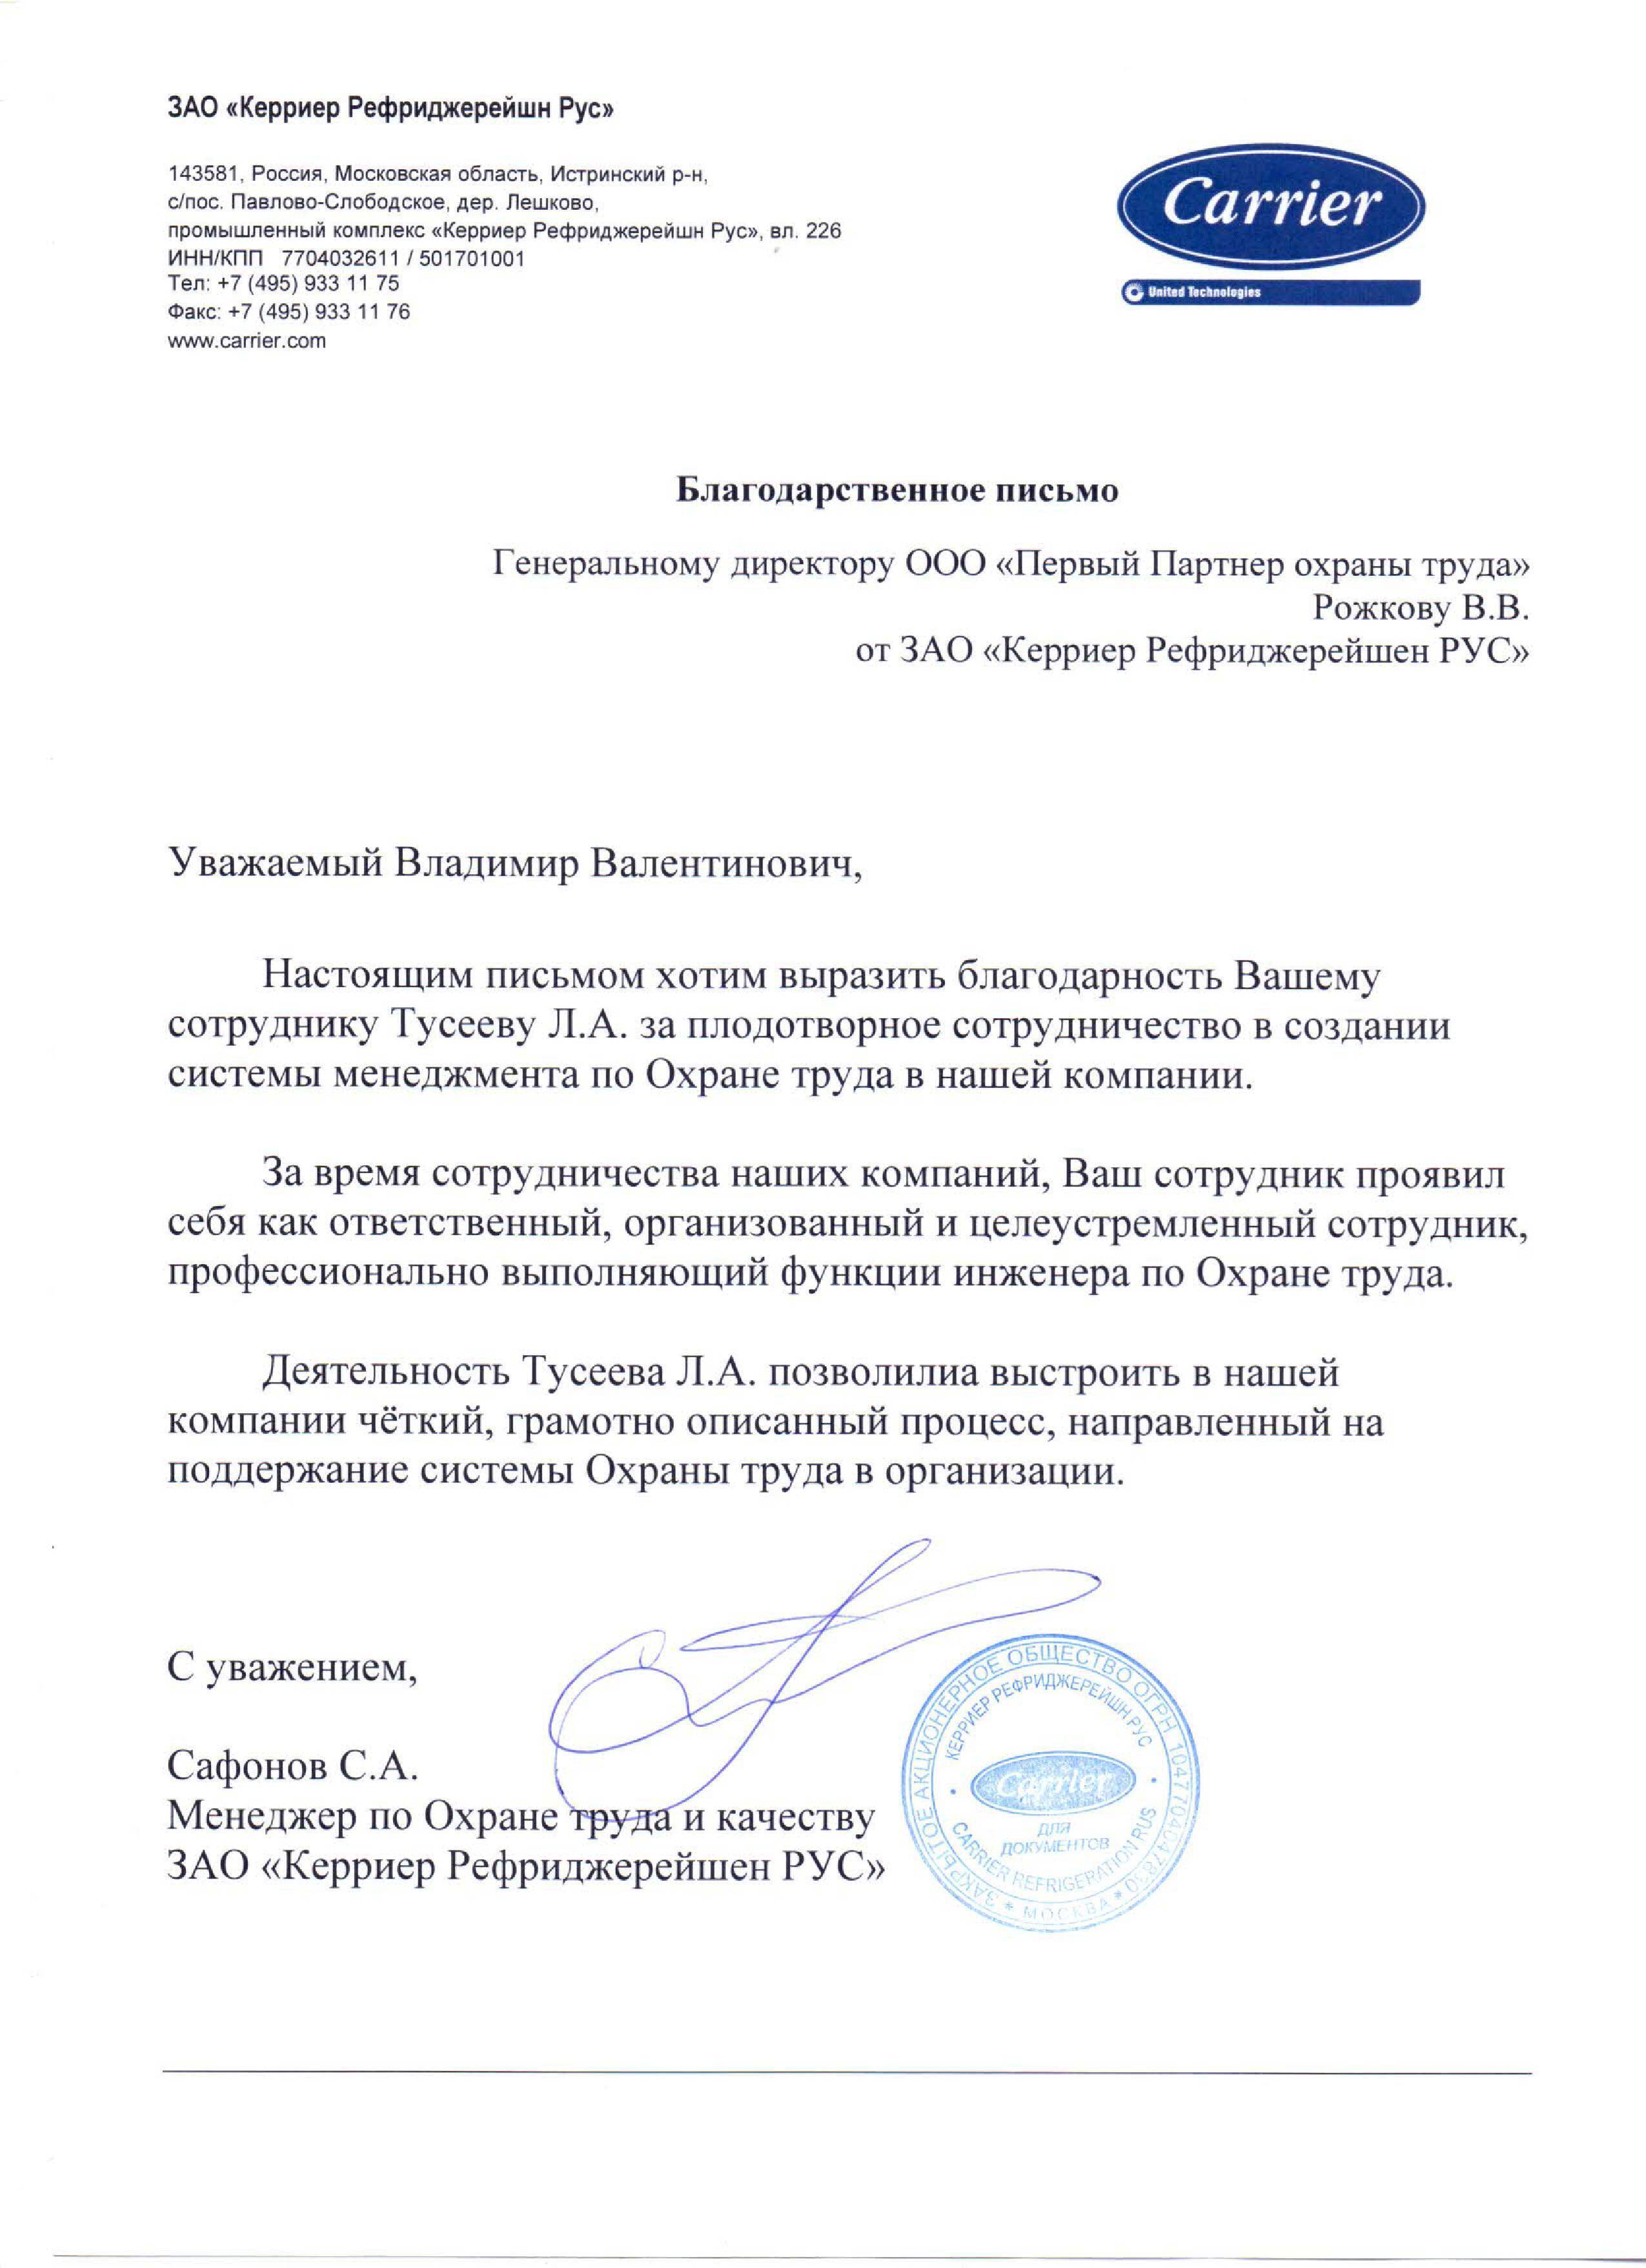 ЗАО «Керриер Рефриджерейшн Рус»
143581, Россия, Московская область, Истринский р-н,
с/пос. Павлово-Слободское, дер. Лешково,
промышленный комплекс «Керриер Рефриджерейшн Рус», вл. 226
ИНН/КПП 7704032611 / 501701001
Тел: +7 (495) 933 11 75
Факс: +7 (495) 933 11 76
www.carrier.com
Carrier
United Technologies
Благодарственное письмо
Генеральному директору ООО «Первый Партнер охраны труда»
Рожкову В.В.
от ЗАО «Керриер Рефриджерейшен РУС»
Уважаемый Владимир Валентинович,
Настоящим письмом хотим выразить благодарность Вашему
сотруднику Тусееву Л.А. за плодотворное сотрудничество в создании
системы менеджмента по Охране труда в нашей компании.
За время сотрудничества наших компаний, Ваш сотрудник проявил
себя как ответственный, организованный и целеустремленный сотрудник,
профессионально выполняющий функции инженера по Охране труда.
Деятельность Тусеева Л.А. позволилиа выстроить в нашей
компании чёткий, грамотно описанный процесс, направленный на
поддержание системы Охраны труда в организации.
С уважением,
Сафонов С.А.
Менеджер по Охране труда и качеству
ЗАО «Керриер Рефриджерейшен РУС»
ЗАКРЫТОЕ АКЦИОНЕРНОЕ ОБЩЕСТВО ОГРН
* МОСКВА *
КЕРРИЕР РЕФРИДЖЕРЕЙШН РУС
CARRIER REFRIGERATION RUS
Carrier
ДЛЯ
ДОКУМЕНТОВ